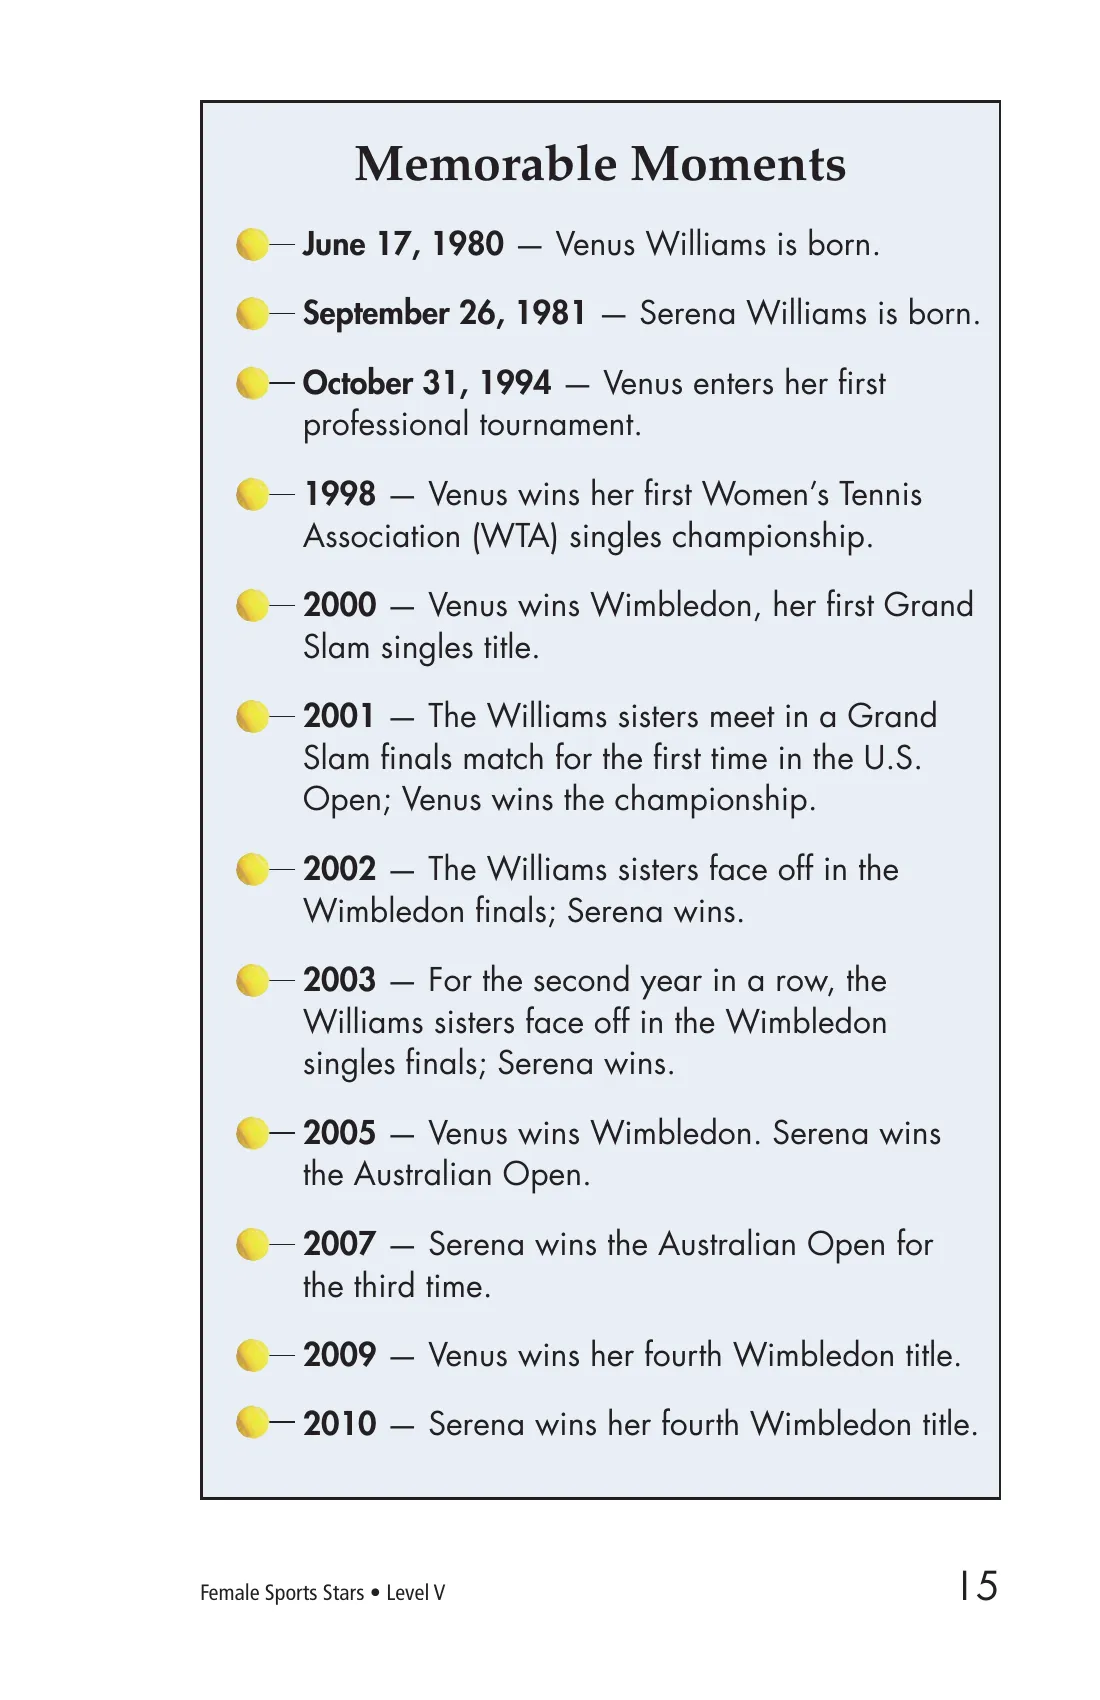 Memorable Moments
June 17, 1980 — Venus Williams is born.
September 26, 1981 — Serena Williams is born.
October 31, 1994 — Venus enters her first
professional tournament.
1998 — Venus wins her first Women’s Tennis
Association (WTA) singles championship.
2000 — Venus wins Wimbledon, her first Grand
Slam singles title.
2001 — The Williams sisters meet in a Grand
Slam finals match for the first time in the U.S.
Open; Venus wins the championship.
2002 — The Williams sisters face off in the
Wimbledon finals; Serena wins.
2003 — For the second year in a row, the
Williams sisters face off in the Wimbledon
singles finals; Serena wins.
2005 — Venus wins Wimbledon. Serena wins
the Australian Open.
2007 — Serena wins the Australian Open for
the third time.
2009 — Venus wins her fourth Wimbledon title.
2010 — Serena wins her fourth Wimbledon title.
Female Sports Stars • Level V
15